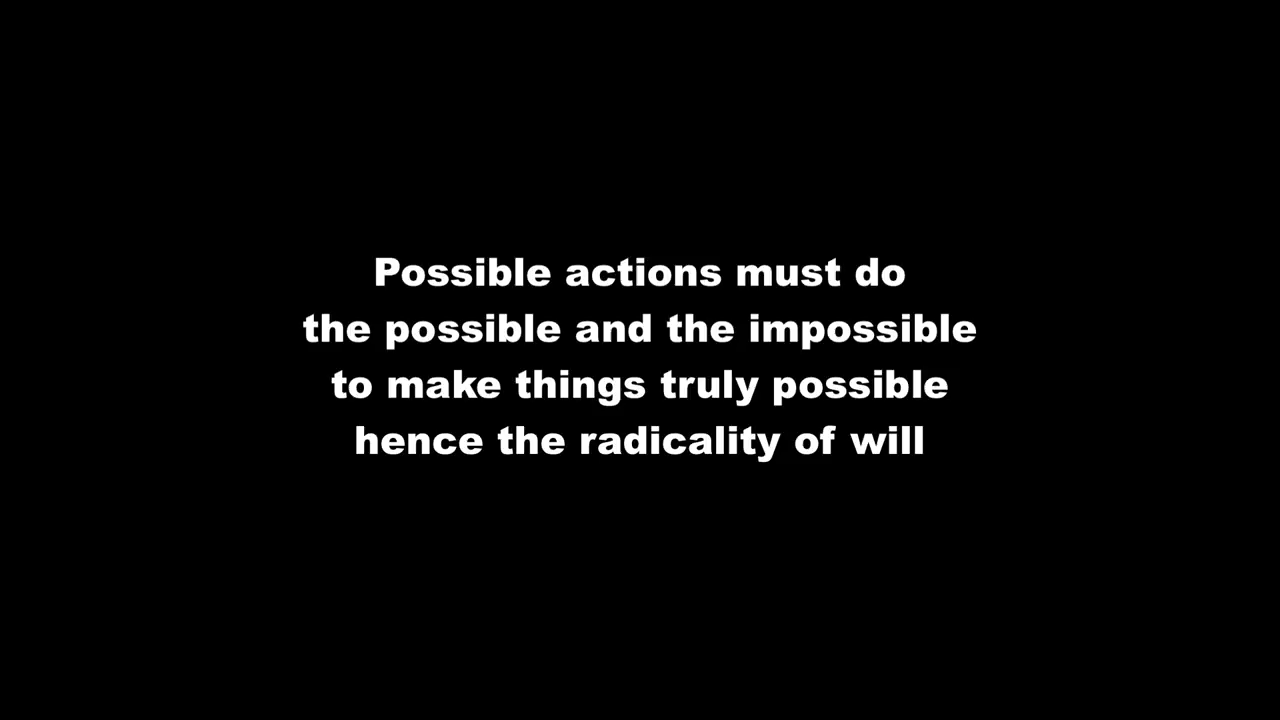 Possible actions must do
the possible and the impossible
to make things truly possible
hence the radicality of will